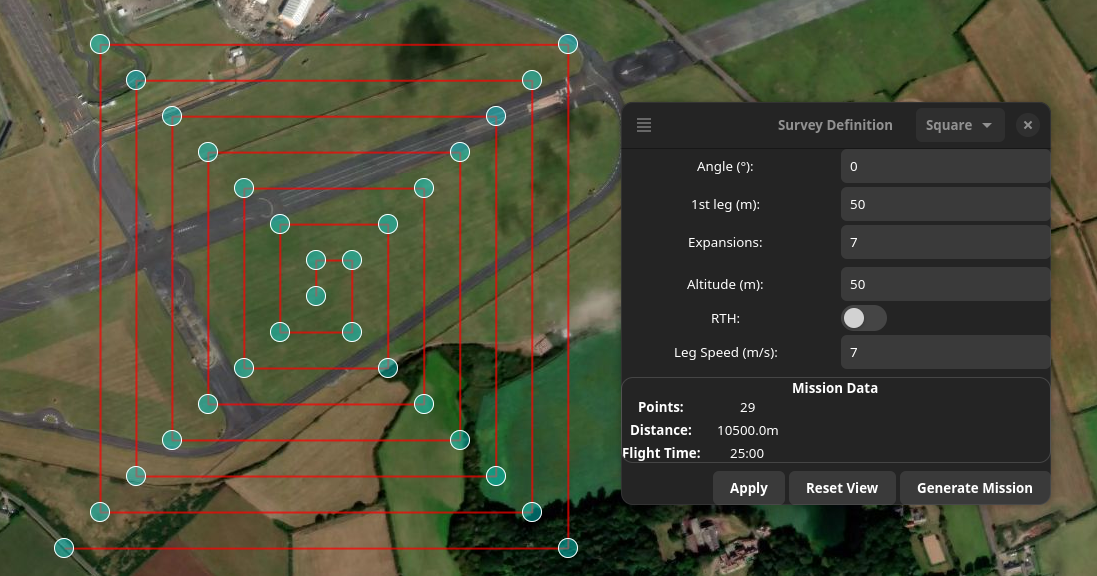 Survey Definition Square
Angle (º): 0
1st leg (m): 50
Expansions: 7
Altitude (m): 50
RTH:
Leg Speed (m/s): 7
Mission Data
Points: 29
Distance: 10500.0m
Flight Time: 25:00
Apply Reset View Generate Mission